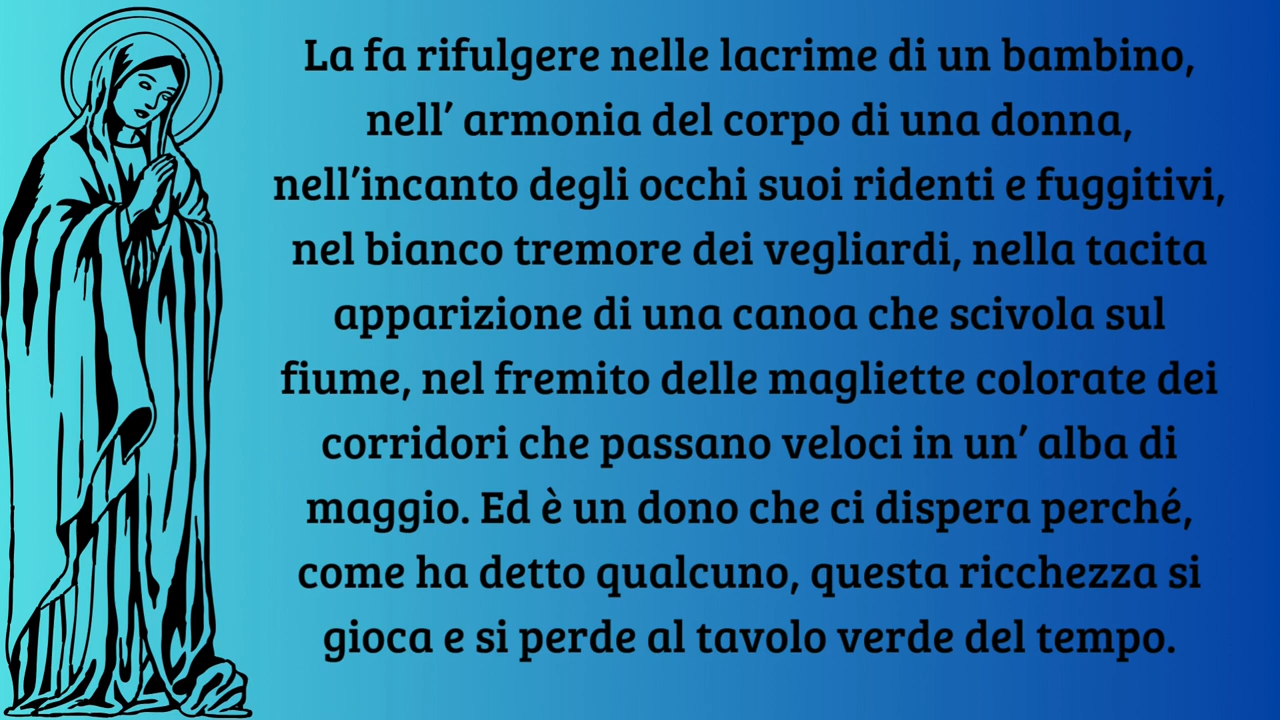 La fa rifulgere nelle lacrime di un bambino,
nell’ armonia del corpo di una donna,
nell’incanto degli occhi suoi ridenti e fuggitivi,
nel bianco tremore dei vegliardi, nella tacita
apparizione di una canoa che scivola sul
fiume, nel fremito delle magliette colorate dei
corridori che passano veloci in un’ alba di
maggio. Ed è un dono che ci dispera perché,
come ha detto qualcuno, questa ricchezza si
gioca e si perde al tavolo verde del tempo.